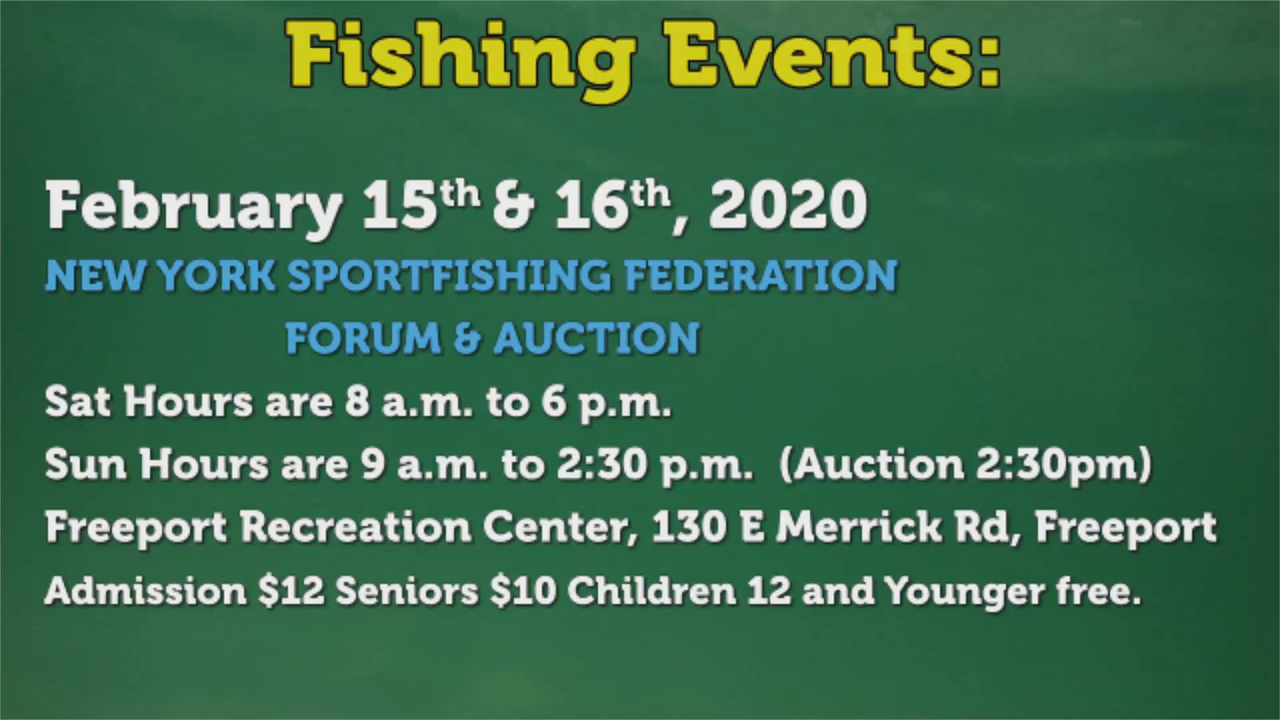 Fishing Events:
February 15th & 16th, 2020
NEW YORK SPORTFISHING FEDERATION
FORUM & AUCTION
Sat Hours are 8 a.m. to 6 p.m.
Sun Hours are 9 a.m. to 2:30 p.m. (Auction 2:30pm)
Freeport Recreation Center, 130 E Merrick Rd, Freeport
Admission $12 Seniors $10 Children 12 and Younger free.